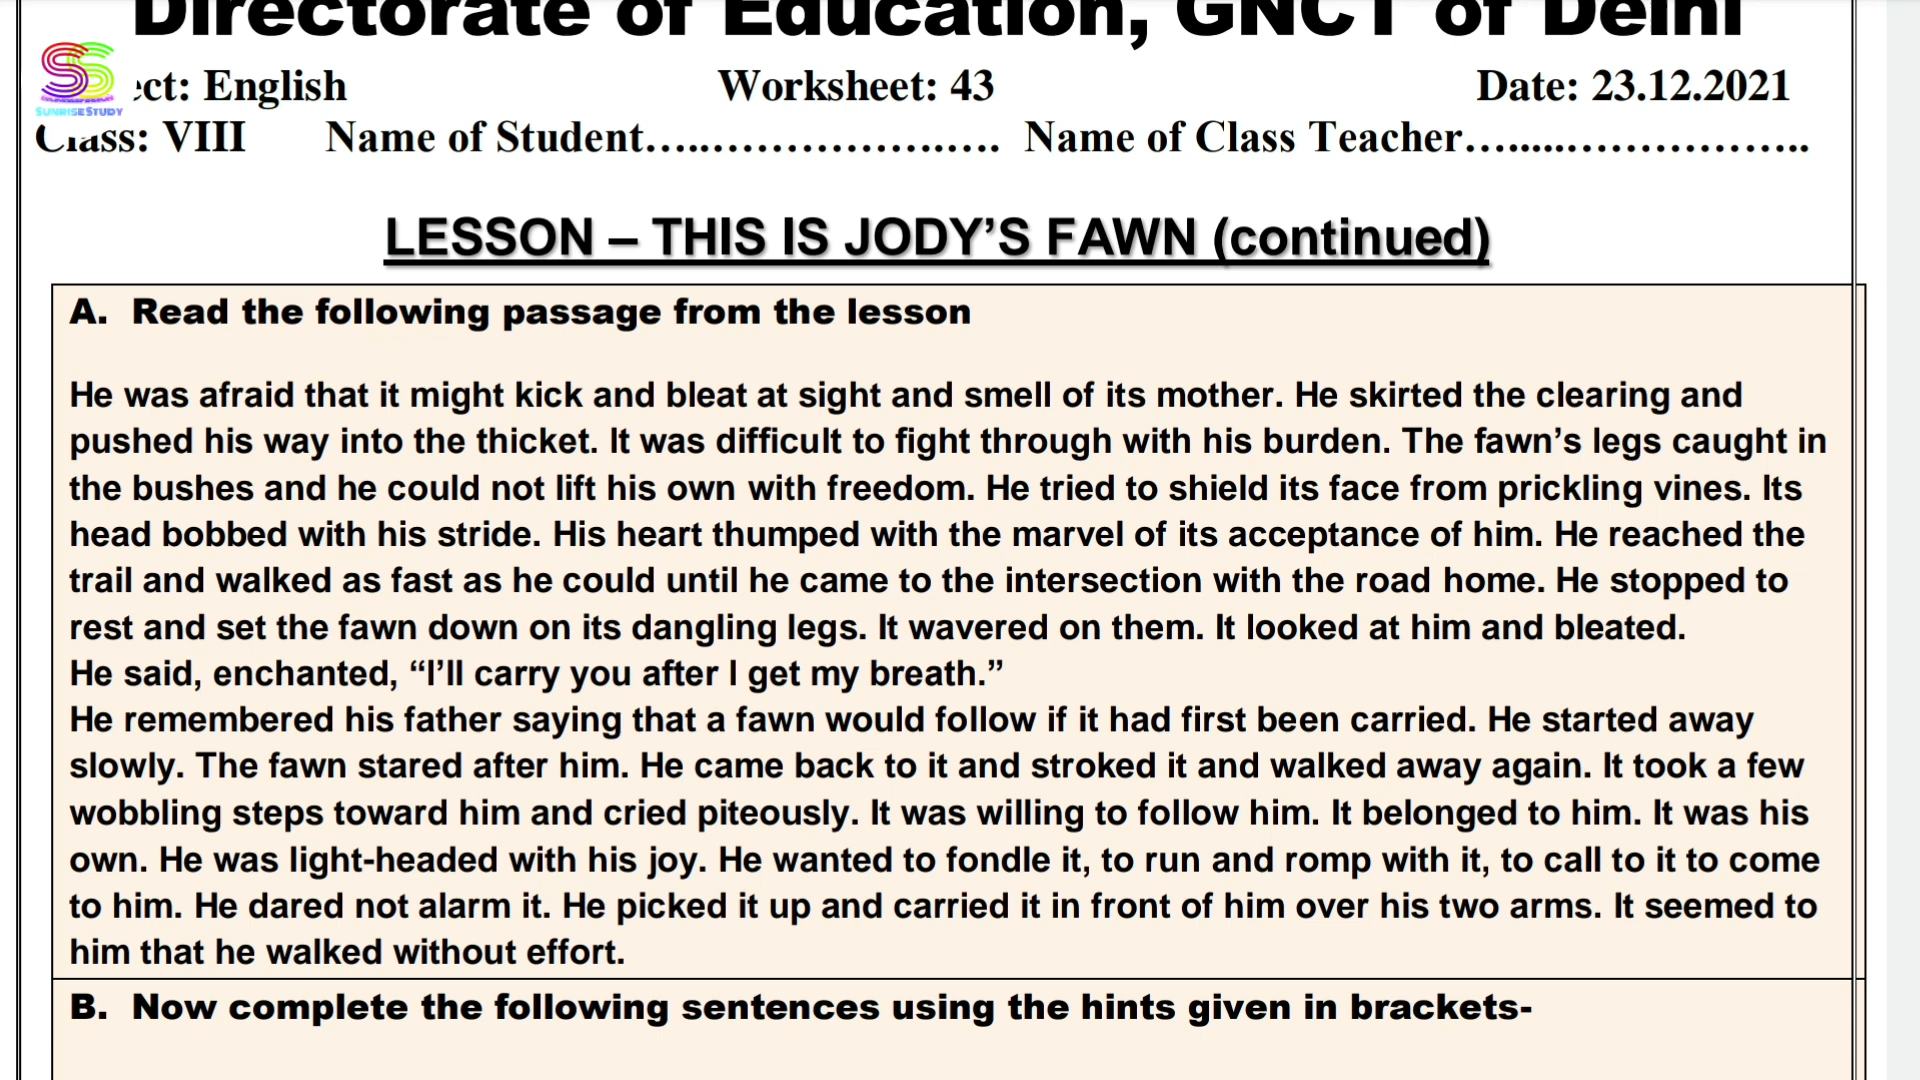 Directorate of Education, GNCT of Delhi
SS
SUNRISE STUDY
ect: English Worksheet: 43 Date: 23.12.2021
Class: VIII Name of Student…..…………….…. Name of Class Teacher…......……………..
LESSON – THIS IS JODY’S FAWN (continued)
A. Read the following passage from the lesson
He was afraid that it might kick and bleat at sight and smell of its mother. He skirted the clearing and
pushed his way into the thicket. It was difficult to fight through with his burden. The fawn’s legs caught in
the bushes and he could not lift his own with freedom. He tried to shield its face from prickling vines. Its
head bobbed with his stride. His heart thumped with the marvel of its acceptance of him. He reached the
trail and walked as fast as he could until he came to the intersection with the road home. He stopped to
rest and set the fawn down on its dangling legs. It wavered on them. It looked at him and bleated.
He said, enchanted, “I’ll carry you after I get my breath.”
He remembered his father saying that a fawn would follow if it had first been carried. He started away
slowly. The fawn stared after him. He came back to it and stroked it and walked away again. It took a few
wobbling steps toward him and cried piteously. It was willing to follow him. It belonged to him. It was his
own. He was light-headed with his joy. He wanted to fondle it, to run and romp with it, to call to it to come
to him. He dared not alarm it. He picked it up and carried it in front of him over his two arms. It seemed to
him that he walked without effort.
B. Now complete the following sentences using the hints given in brackets-